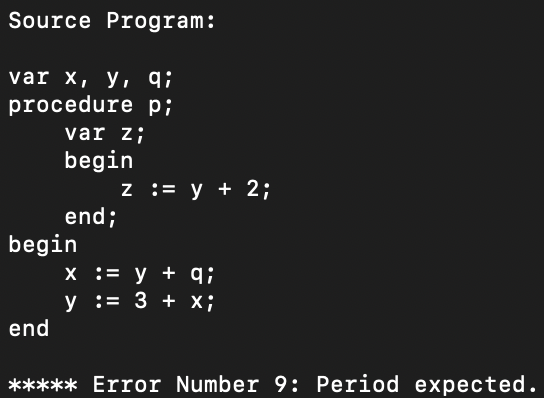 Source Program:
var x, y, q;
procedure p;
var z;
begin
z := y + 2;
end;
begin
x := y + q;
y := 3 + x;
end
***** Error Number 9: Period expected.